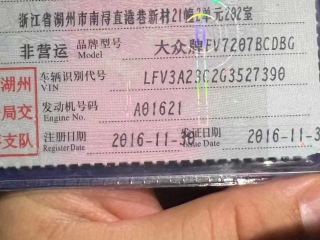 浙江省湖州市南浔直港巷新村21幢2单元202室
非营运 品牌型号 Model 大众牌FV7207BCDBG
车辆识别代号 VIN LFV3A23C2G3527390
湖州
发动机号码 Engine No. A01621
局交
支队
注册日期 Register Date 2016-11-3 发证日期 Issue Date 2016-11-3